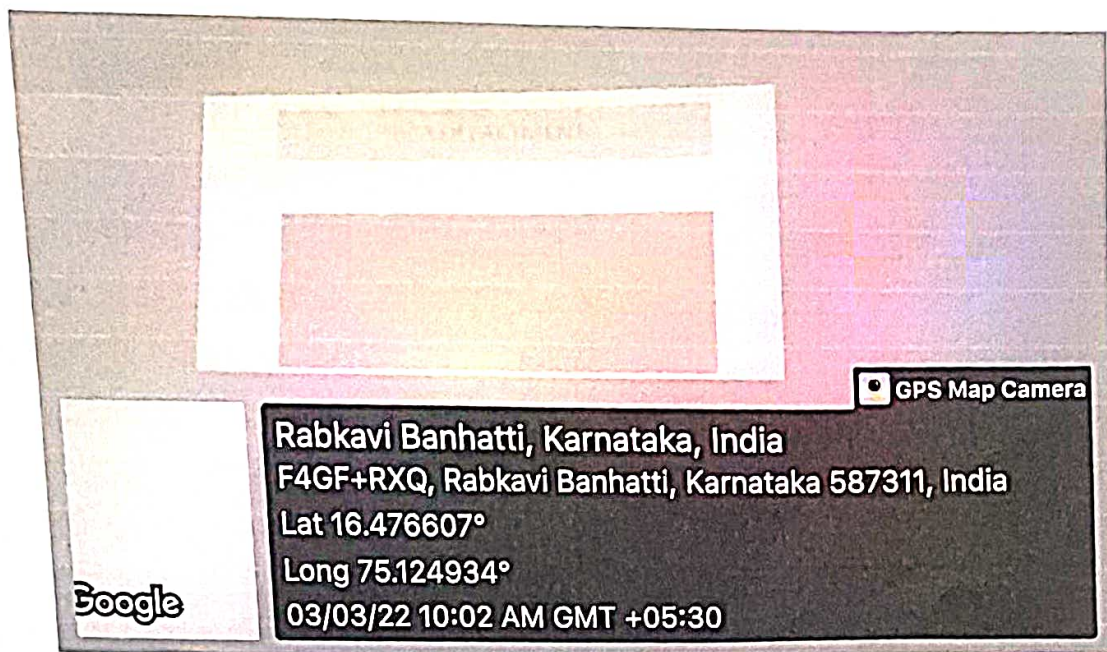 GPS Map Camera
Rabkavi Banhatti, Karnataka, India
F4GF+RXQ, Rabkavi Banhatti, Karnataka 587311, India
Lat 16.476607°
Long 75.124934°
03/03/22 10:02 AM GMT +05:30
Google